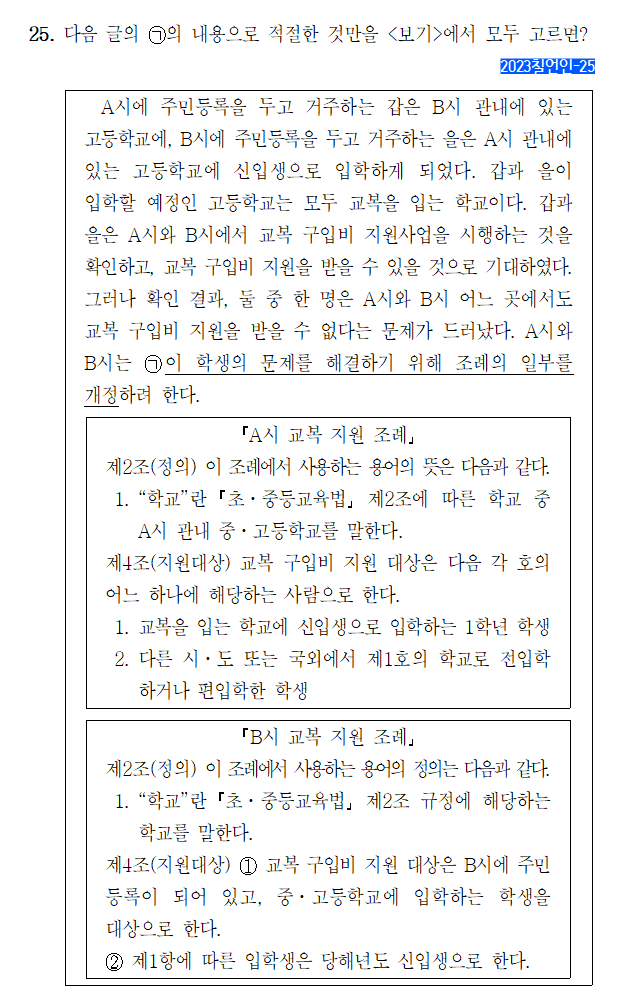 25. 다음 글의 ㉠의 내용으로 적절한 것만을 <보기>에서 모두 고르면?
2023칠언인-25
A시에 주민등록을 두고 거주하는 갑은 B시 관내에 있는
고등학교에, B시에 주민등록을 두고 거주하는 을은 A시 관내에
있는 고등학교에 신입생으로 입학하게 되었다. 갑과 을이
입학할 예정인 고등학교는 모두 교복을 입는 학교이다. 갑과
을은 A시와 B시에서 교복 구입비 지원사업을 시행하는 것을
확인하고, 교복 구입비 지원을 받을 수 있을 것으로 기대하였다.
그러나 확인 결과, 둘 중 한 명은 A시와 B시 어느 곳에서도
교복 구입비 지원을 받을 수 없다는 문제가 드러났다. A시와
B시는 ㉠이 학생의 문제를 해결하기 위해 조례의 일부를
개정하려 한다.
『A시 교복 지원 조례』
제2조(정의) 이 조례에서 사용하는 용어의 뜻은 다음과 같다.
1. “학교”란 『초·중등교육법』 제2조에 따른 학교 중
A시 관내 중·고등학교를 말한다.
제4조(지원대상) 교복 구입비 지원 대상은 다음 각 호의
어느 하나에 해당하는 사람으로 한다.
1. 교복을 입는 학교에 신입생으로 입학하는 1학년 학생
2. 다른 시·도 또는 국외에서 제1호의 학교로 전입학
하거나 편입학한 학생
『B시 교복 지원 조례』
제2조(정의) 이 조례에서 사용하는 용어의 정의는 다음과 같다.
1. “학교”란 『초·중등교육법』 제2조 규정에 해당하는
학교를 말한다.
제4조(지원대상) ① 교복 구입비 지원 대상은 B시에 주민
등록이 되어 있고, 중·고등학교에 입학하는 학생을
대상으로 한다.
② 제1항에 따른 입학생은 당해년도 신입생으로 한다.